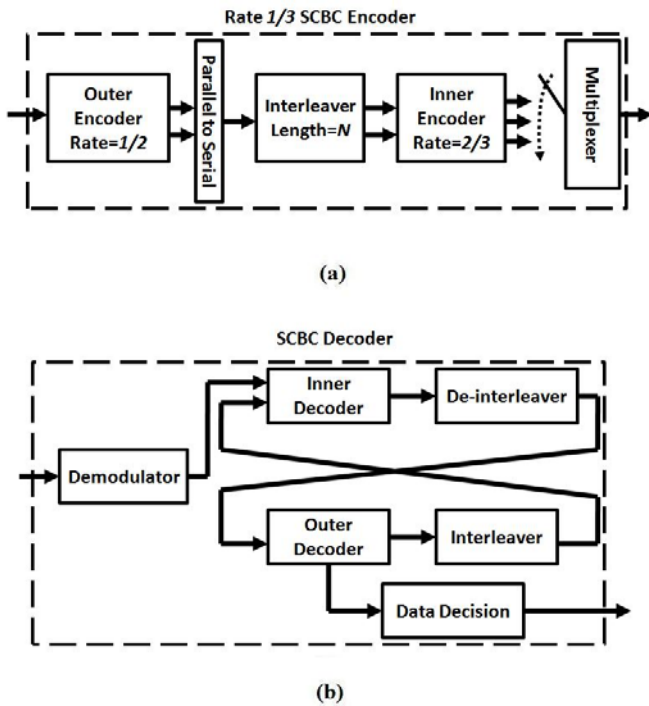 Rate 1/3 SCBC Encoder
Outer
Encoder
Rate=1/2
Parallel to Serial
Interleaver
Length=N
Inner
Encoder
Rate=2/3
Multiplexer
(a)
SCBC Decoder
Demodulator
Inner
Decoder
De-interleaver
Outer
Decoder
Interleaver
Data Decision
(b)